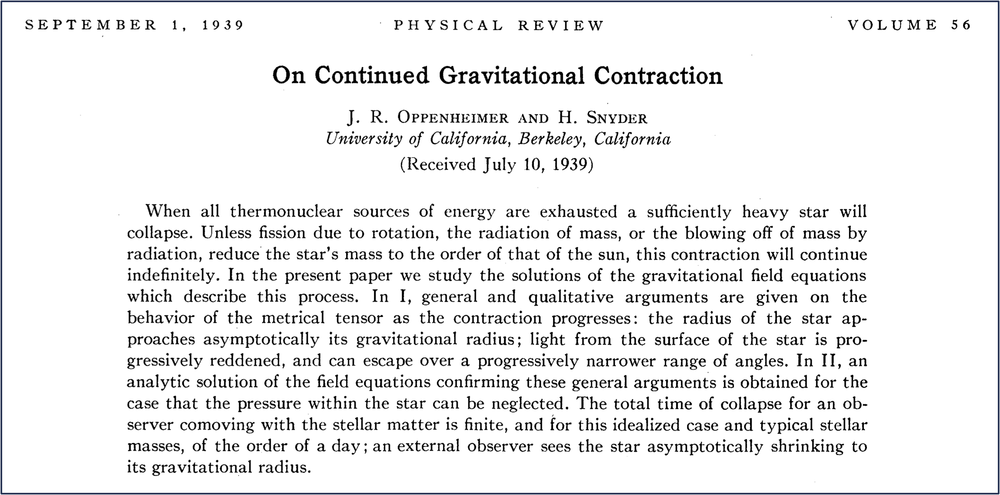 SEPTEMBER 1, 1939 PHYSICAL REVIEW VOLUME 56
On Continued Gravitational Contraction
J. R. OPPENHEIMER AND H. SNYDER
University of California, Berkeley, California
(Received July 10, 1939)
When all thermonuclear sources of energy are exhausted a sufficiently heavy star will
collapse. Unless fission due to rotation, the radiation of mass, or the blowing off of mass by
radiation, reduce the star's mass to the order of that of the sun, this contraction will continue
indefinitely. In the present paper we study the solutions of the gravitational field equations
which describe this process. In I, general and qualitative arguments are given on the
behavior of the metrical tensor as the contraction progresses: the radius of the star ap-
proaches asymptotically its gravitational radius; light from the surface of the star is pro-
gressively reddened, and can escape over a progressively narrower range of angles. In II, an
analytic solution of the field equations confirming these general arguments is obtained for the
case that the pressure within the star can be neglected. The total time of collapse for an ob-
server comoving with the stellar matter is finite, and for this idealized case and typical stellar
masses, of the order of a day; an external observer sees the star asymptotically shrinking to
its gravitational radius.